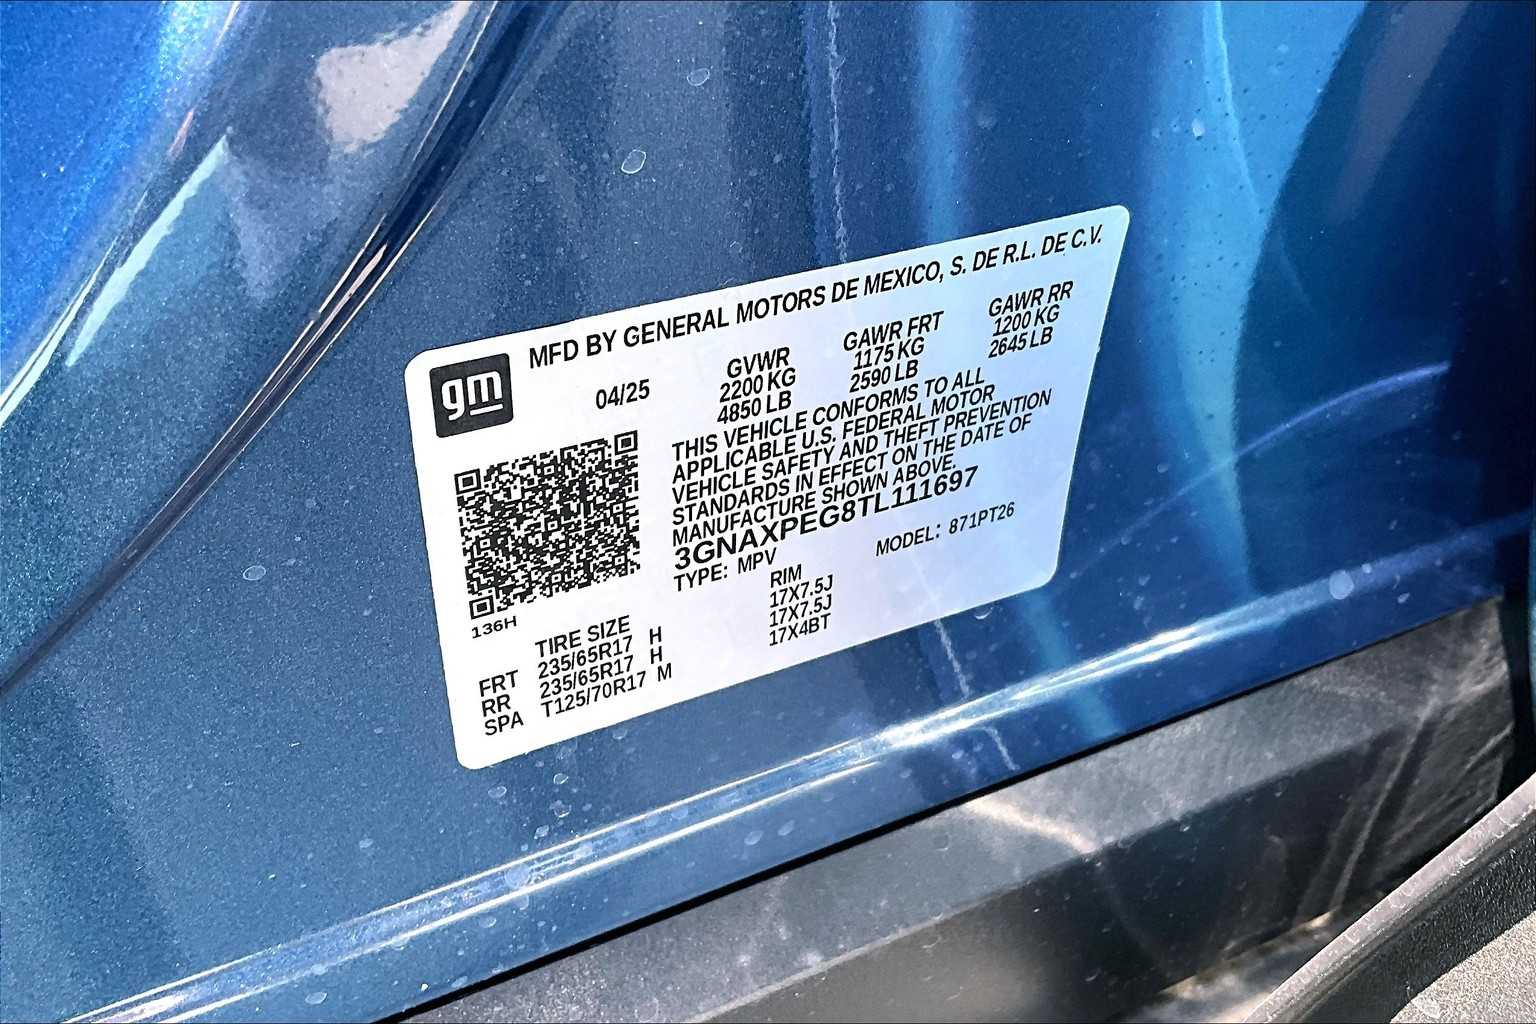 MFD BY GENERAL MOTORS DE MEXICO, S. DE R.L. DE C.V.
gm
04/25
GVWR
2200 KG
4850 LB
GAWR FRT
1175 KG
2590 LB
GAWR RR
1200 KG
2645 LB
THIS VEHICLE CONFORMS TO ALL
APPLICABLE U.S. FEDERAL MOTOR
VEHICLE SAFETY AND THEFT PREVENTION
STANDARDS IN EFFECT ON THE DATE OF
MANUFACTURE SHOWN ABOVE.
3GNAXPEG8TL111697
TYPE: MPV
MODEL: 871PT26
136H
TIRE SIZE
RIM
FRT 235/65R17 H 17X7.5J
RR 235/65R17 H 17X7.5J
SPA T125/70R17 M 17X4BT